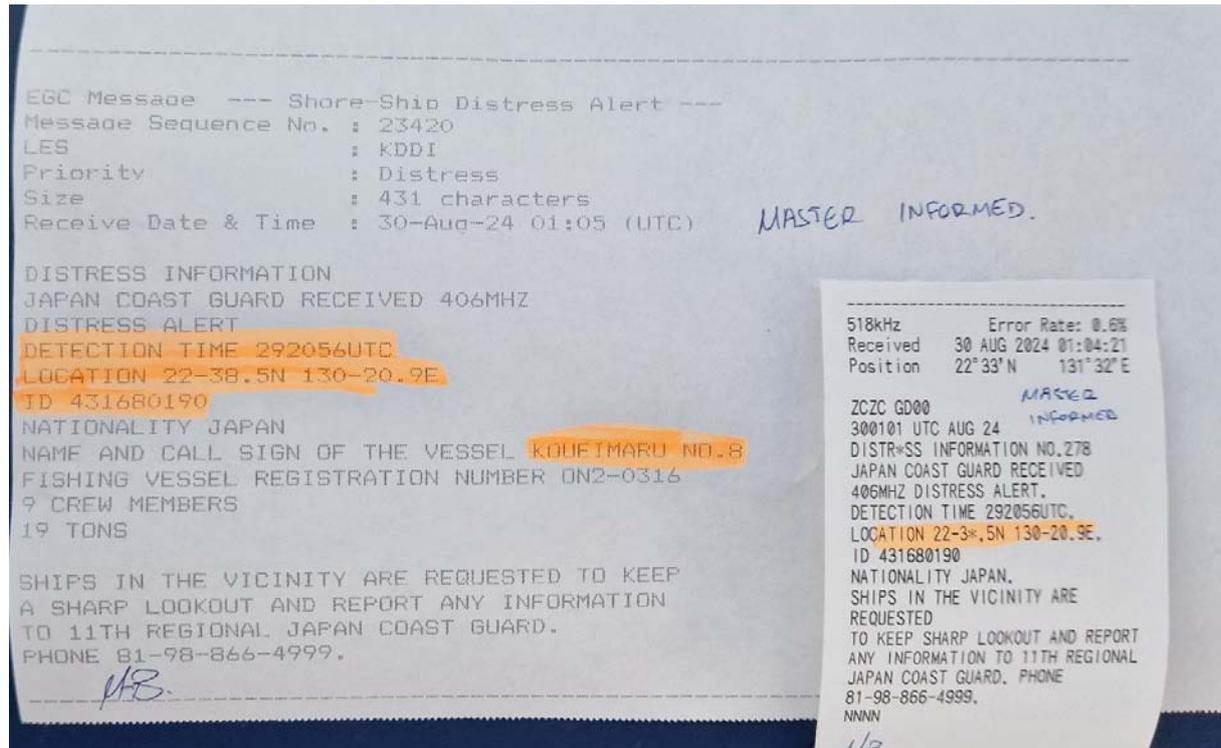 EGC Message --- Shore-Ship Distress Alert ---
Message Sequence No. : 23420
LES : KDDI
Priority : Distress
Size : 431 characters
Receive Date & Time : 30-Aug-24 01:05 (UTC)
MASTER INFORMED.
DISTRESS INFORMATION
JAPAN COAST GUARD RECEIVED 406MHZ
DISTRESS ALERT
DETECTION TIME 292056UTC
LOCATION 22-38.5N 130-20.9E
ID 431680190
NATIONALITY JAPAN
NAME AND CALL SIGN OF THE VESSEL KOUEIMARU NO.8
FISHING VESSEL REGISTRATION NUMBER ON2-0316
9 CREW MEMBERS
19 TONS
SHIPS IN THE VICINITY ARE REQUESTED TO KEEP
A SHARP LOOKOUT AND REPORT ANY INFORMATION
TO 11TH REGIONAL JAPAN COAST GUARD.
PHONE 81-98-866-4999.
518kHz Error Rate: 0.6%
Received 30 AUG 2024 01:04:21
Position 22°33'N 131°32'E
MASTER
INFORMED
ZCZC GD00
300101 UTC AUG 24
DISTR*SS INFORMATION NO.278
JAPAN COAST GUARD RECEIVED
406MHZ DISTRESS ALERT.
DETECTION TIME 292056UTC.
LOCATION 22-3*.5N 130-20.9E.
ID 431680190
NATIONALITY JAPAN.
SHIPS IN THE VICINITY ARE
REQUESTED
TO KEEP SHARP LOOKOUT AND REPORT
ANY INFORMATION TO 11TH REGIONAL
JAPAN COAST GUARD. PHONE
81-98-866-4999.
NNNN